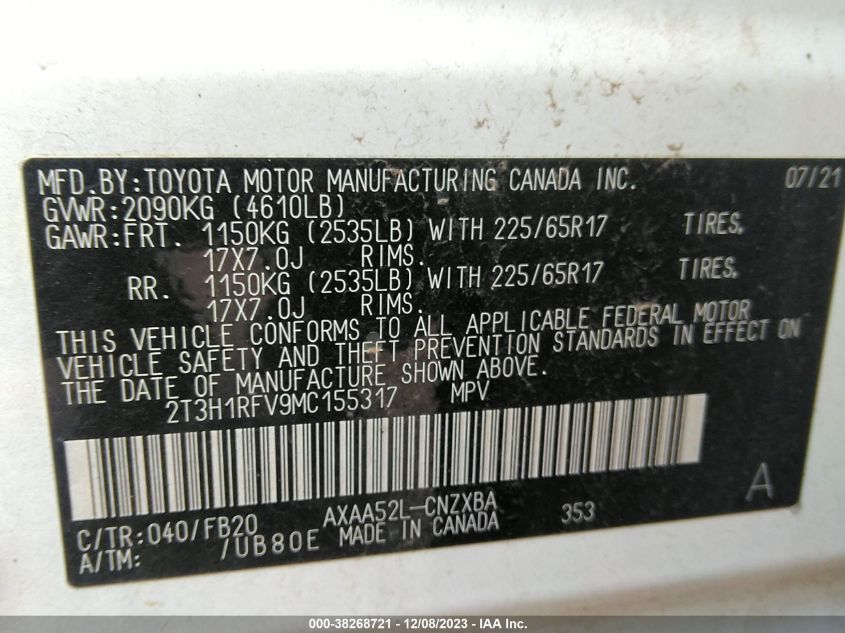 MFD.BY:TOYOTA MOTOR MANUFACTURING CANADA INC. 07/21
GVWR:2090KG (4610LB)
GAWR:FRT. 1150KG (2535LB) WITH 225/65R17 TIRES,
17X7.0J RIMS.
RR. 1150KG (2535LB) WITH 225/65R17 TIRES,
17X7.0J RIMS.
THIS VEHICLE CONFORMS TO ALL APPLICABLE FEDERAL MOTOR
VEHICLE SAFETY AND THEFT PREVENTION STANDARDS IN EFFECT ON
THE DATE OF MANUFACTURE SHOWN ABOVE.
2T3H1RFV9MC155317 MPV
A
C/TR:040/FB20 AXAA52L-CNZXBA 353
A/TM: /UB80E MADE IN CANADA
000-38268721 - 12/08/2023 - IAA Inc.